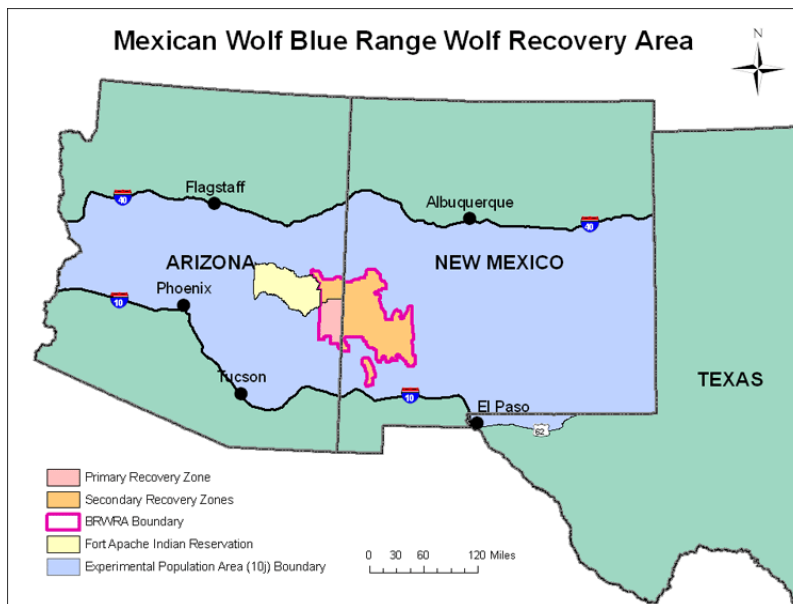 Mexican Wolf Blue Range Wolf Recovery Area
N
Flagstaff
40
Albuquerque
40
ARIZONA
NEW MEXICO
Phoenix
10
TEXAS
Tucson
10
El Paso
62
Primary Recovery Zone
Secondary Recovery Zones
BRWRA Boundary
Fort Apache Indian Reservation
Experimental Population Area (10j) Boundary
0 30 60 120 Miles